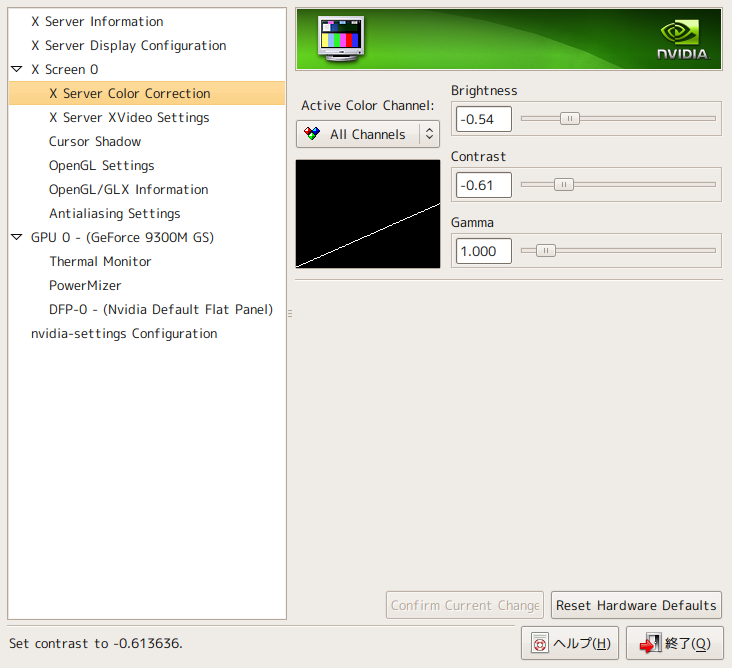 X Server Information
X Server Display Configuration
X Screen 0
X Server Color Correction
X Server XVideo Settings
Cursor Shadow
OpenGL Settings
OpenGL/GLX Information
Antialiasing Settings
GPU 0 - (GeForce 9300M GS)
Thermal Monitor
PowerMizer
DFP-0 - (Nvidia Default Flat Panel)
nvidia-settings Configuration
NVIDIA.
Active Color Channel:
All Channels
Brightness
-0.54
Contrast
-0.61
Gamma
1.000
Confirm Current Change
Reset Hardware Defaults
Set contrast to -0.613636.
ヘルプ(H)
終了(Q)